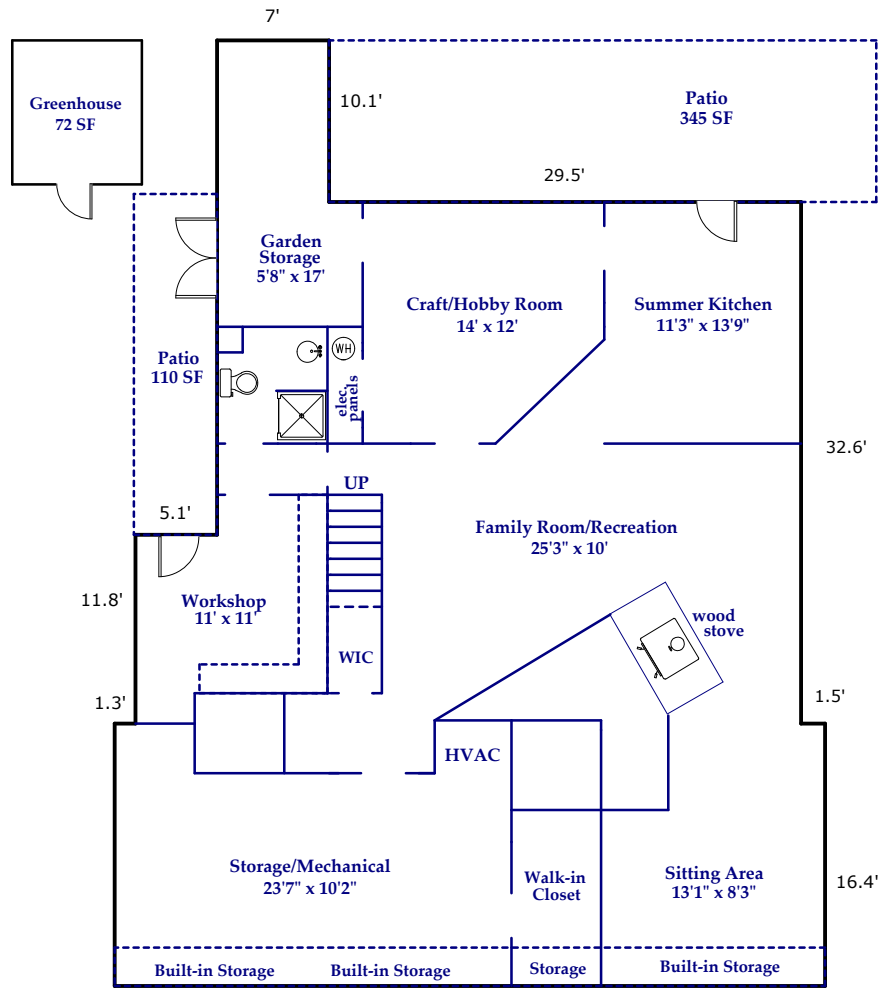 7'
Greenhouse
72 SF
10.1'
Patio
345 SF
29.5'
Garden
Storage
5'8" x 17'
Craft/Hobby Room
14' x 12'
Summer Kitchen
11'3" x 13'9"
Patio
110 SF
WH
elec.
panels
32.6'
UP
5.1'
Family Room/Recreation
25'3" x 10'
11.8'
Workshop
11' x 11'
wood
stove
WIC
1.3'
1.5'
HVAC
Storage/Mechanical
23'7" x 10'2"
Walk-in
Closet
Sitting Area
13'1" x 8'3"
16.4'
Built-in Storage
Built-in Storage
Storage
Built-in Storage